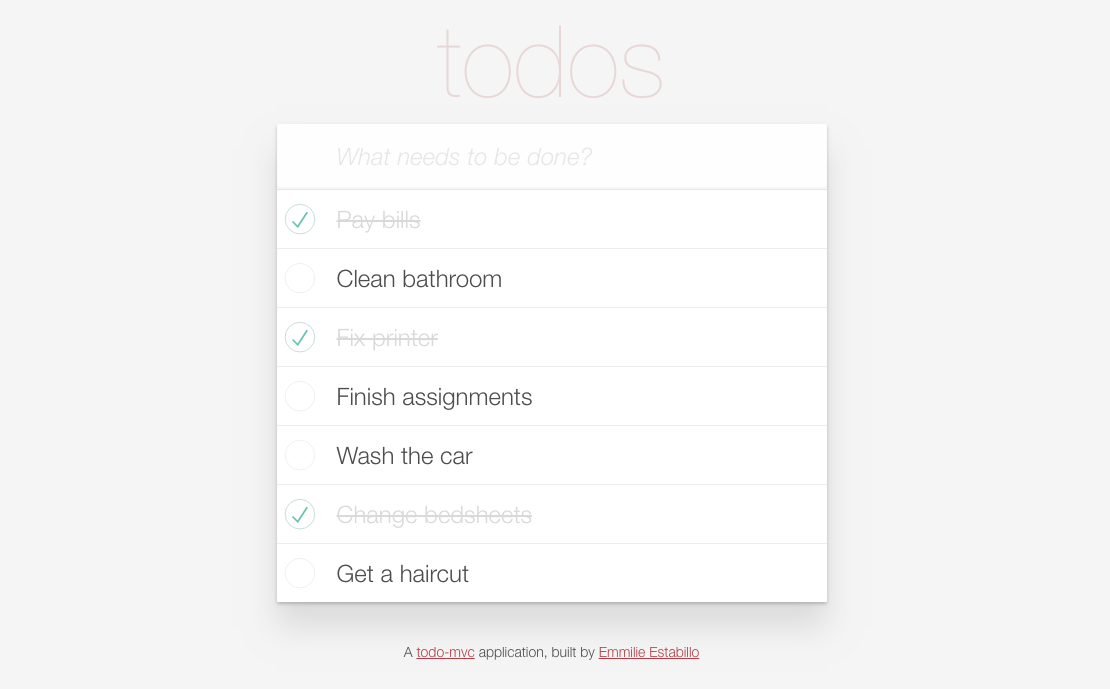 todos
What needs to be done?
Pay bills
Clean bathroom
Fix printer
Finish assignments
Wash the car
Change bedsheets
Get a haircut
A todo-mvc application, built by Emmilie Estabillo